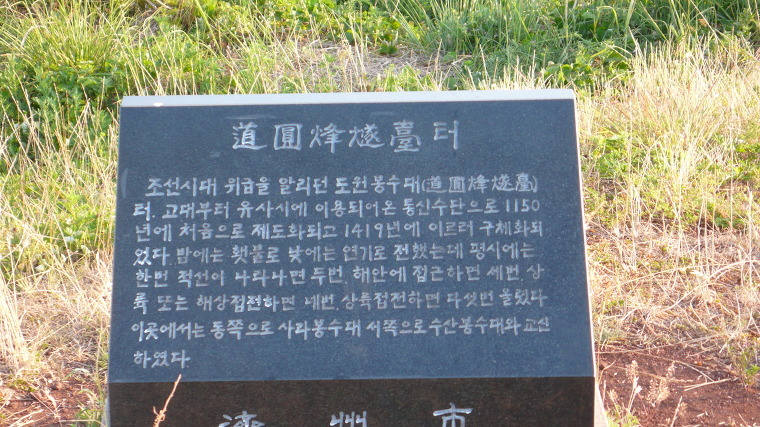 道圓烽燧臺터
조선시대 위급을 알리던 도원봉수대(道圓烽燧臺)
터. 고대부터 유사시에 이용되어온 통신수단으로 1150
년에 처음으로 제도화되고 1419년에 이르러 구체화되
었다. 밤에는 횃불로 낮에는 연기로 전했는데 평시에는
한번 적선이 나타나면 두번, 해안에 접근하면 세번, 상
륙 또는 해상접전하면 네번, 상륙접전하면 다섯번 올렸다.
이곳에서는 동쪽으로 사라봉수대 서쪽으로 수산봉수대와 교신
하였다.
濟州市